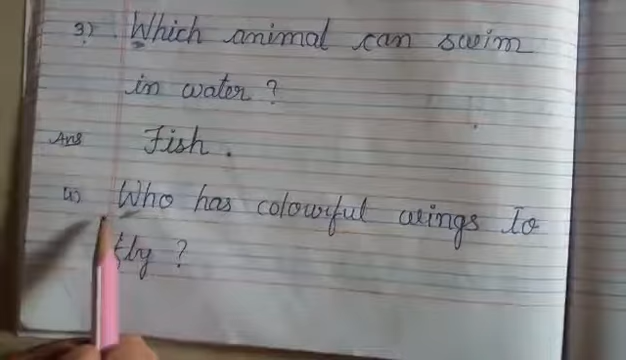 3) Which animal can swim
in water ?
Ans Fish .
4) Who has colourful wings to
fly ?